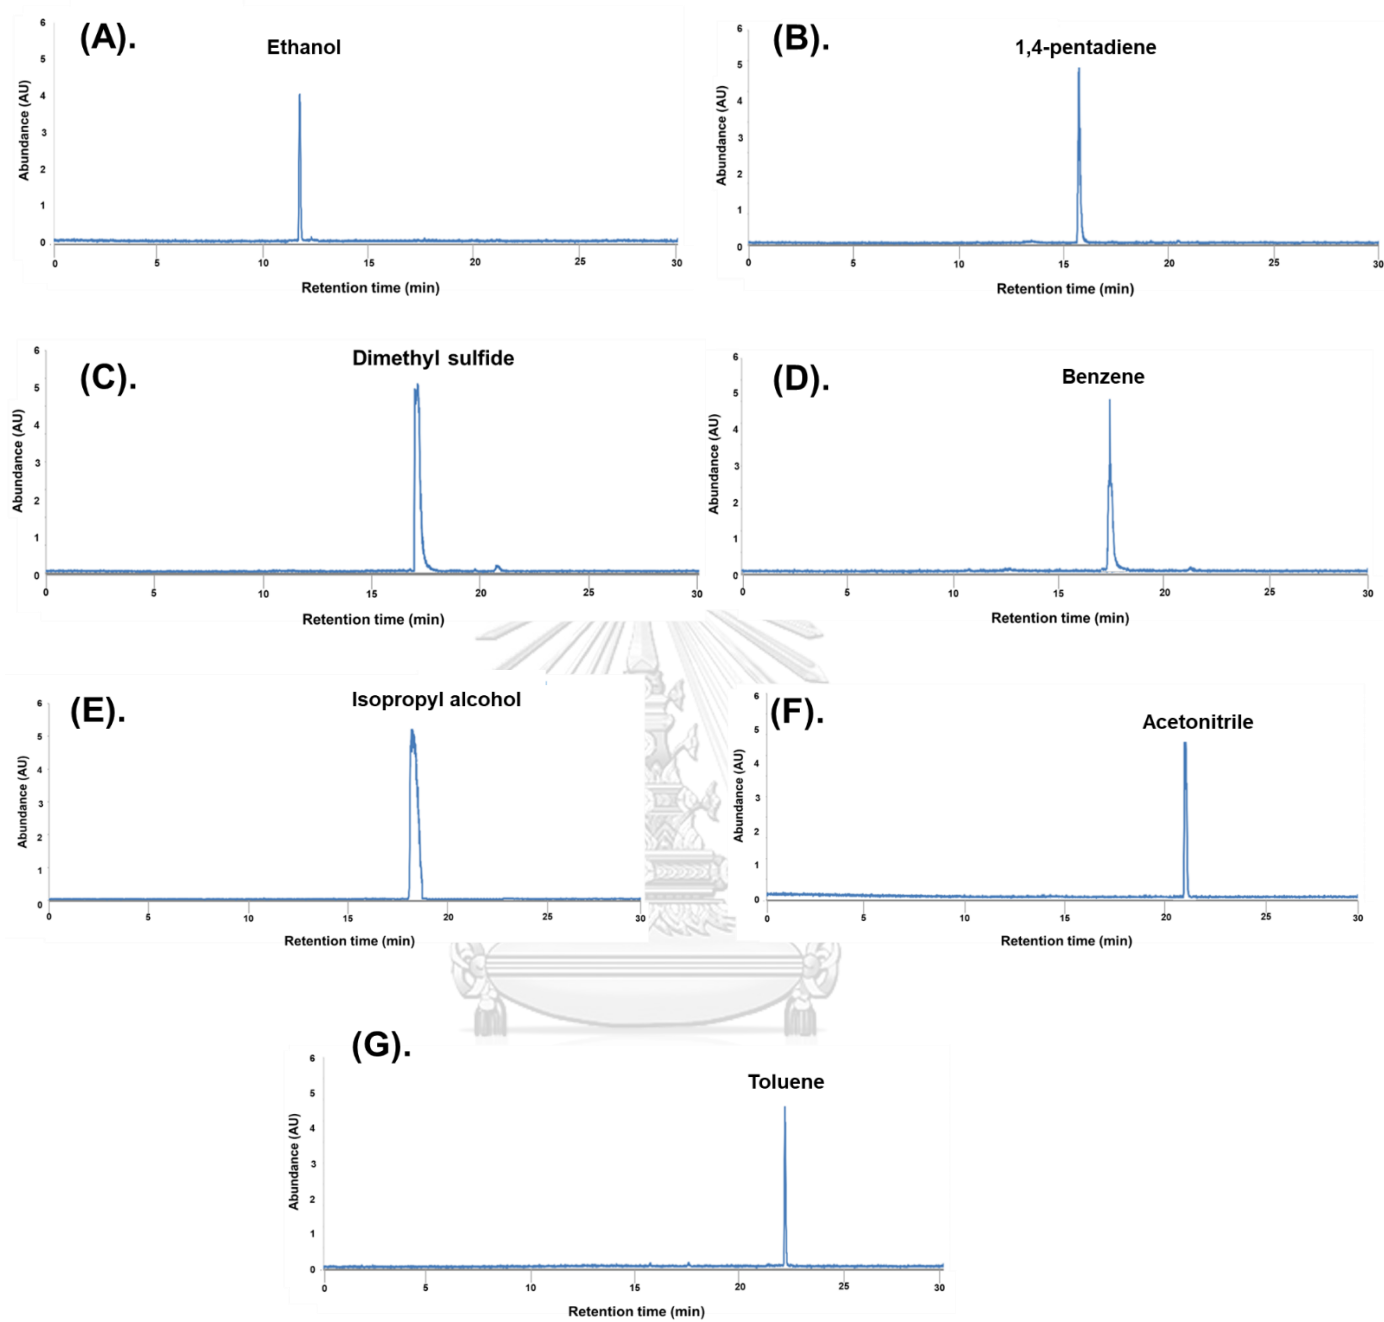 (A).
Ethanol
Abundance (AU)
6
5
4
3
2
1
0
0 5 10 15 20 25 30
Retention time (min)
(B).
1,4-pentadiene
Abundance (AU)
6
5
4
3
2
1
0
0 5 10 15 20 25 30
Retention time (min)
(C).
Dimethyl sulfide
Abundance (AU)
6
5
4
3
2
1
0
0 5 10 15 20 25 30
Retention time (min)
(D).
Benzene
Abundance (AU)
6
5
4
3
2
1
0
0 5 10 15 20 25 30
Retention time (min)
(E).
Isopropyl alcohol
Abundance (AU)
6
5
4
3
2
1
0
0 5 10 15 20 25 30
Retention time (min)
(F).
Acetonitrile
Abundance (AU)
6
5
4
3
2
1
0
0 5 10 15 20 25 30
Retention time (min)
(G).
Toluene
Abundance (AU)
6
5
4
3
2
1
0
0 5 10 15 20 25 30
Retention time (min)